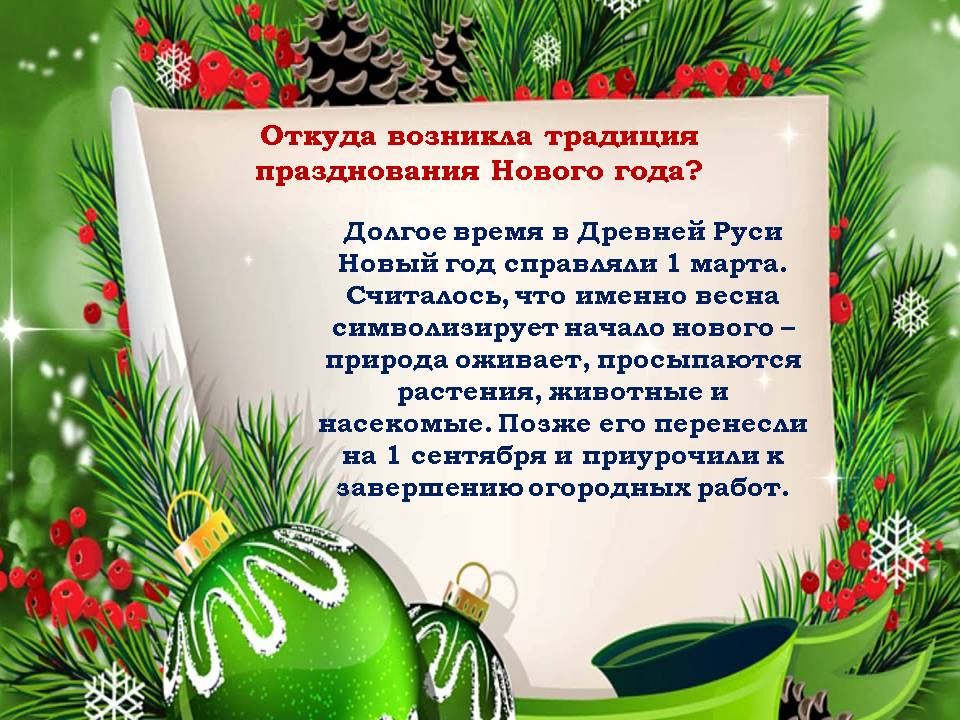 Откуда возникла традиция
празднования Нового года?
Долгое время в Древней Руси
Новый год справляли 1 марта.
Считалось, что именно весна
символизирует начало нового –
природа оживает, просыпаются
растения, животные и
насекомые. Позже его перенесли
на 1 сентября и приурочили к
завершению огородных работ.